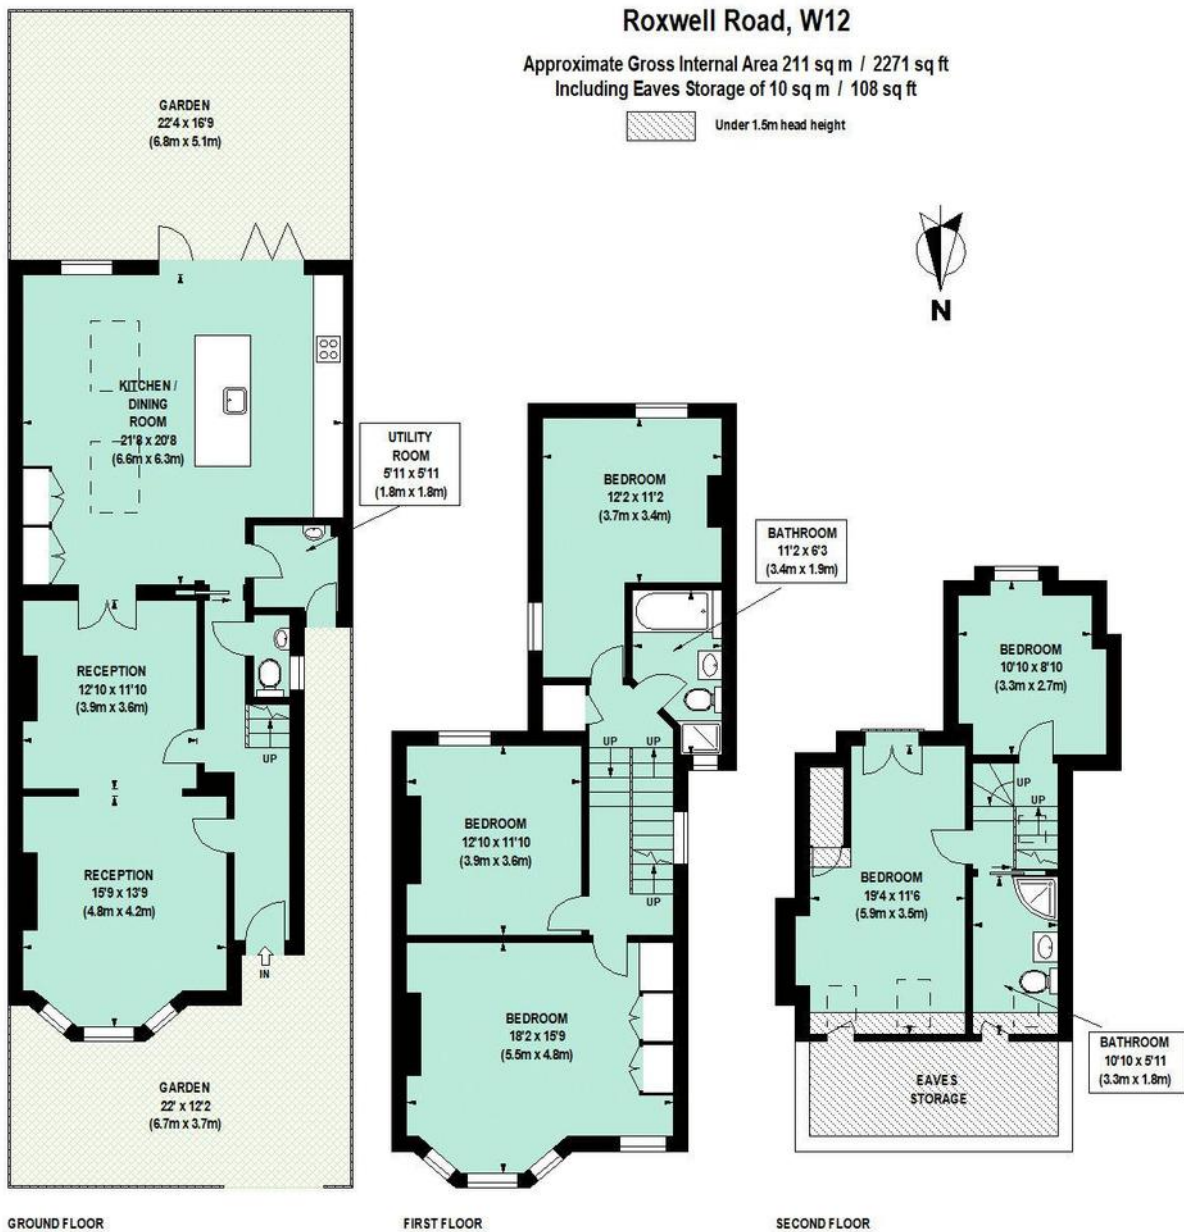 Roxwell Road, W12
Approximate Gross Internal Area 211 sq m / 2271 sq ft
Including Eaves Storage of 10 sq m / 108 sq ft
Under 1.5m head height
N
GARDEN
22'4 x 16'9
(6.8m x 5.1m)
KITCHEN /
DINING
ROOM
21'8 x 20'8
(6.6m x 6.3m)
UTILITY
ROOM
5'11 x 5'11
(1.8m x 1.8m)
RECEPTION
12'10 x 11'10
(3.9m x 3.6m)
UP
RECEPTION
15'9 x 13'9
(4.8m x 4.2m)
IN
GARDEN
22' x 12'2
(6.7m x 3.7m)
GROUND FLOOR
BEDROOM
12'2 x 11'2
(3.7m x 3.4m)
BATHROOM
11'2 x 6'3
(3.4m x 1.9m)
UP
UP
BEDROOM
12'10 x 11'10
(3.9m x 3.6m)
UP
BEDROOM
18'2 x 15'9
(5.5m x 4.8m)
FIRST FLOOR
BEDROOM
10'10 x 8'10
(3.3m x 2.7m)
UP
UP
BEDROOM
19'4 x 11'6
(5.9m x 3.5m)
BATHROOM
10'10 x 5'11
(3.3m x 1.8m)
EAVES
STORAGE
SECOND FLOOR